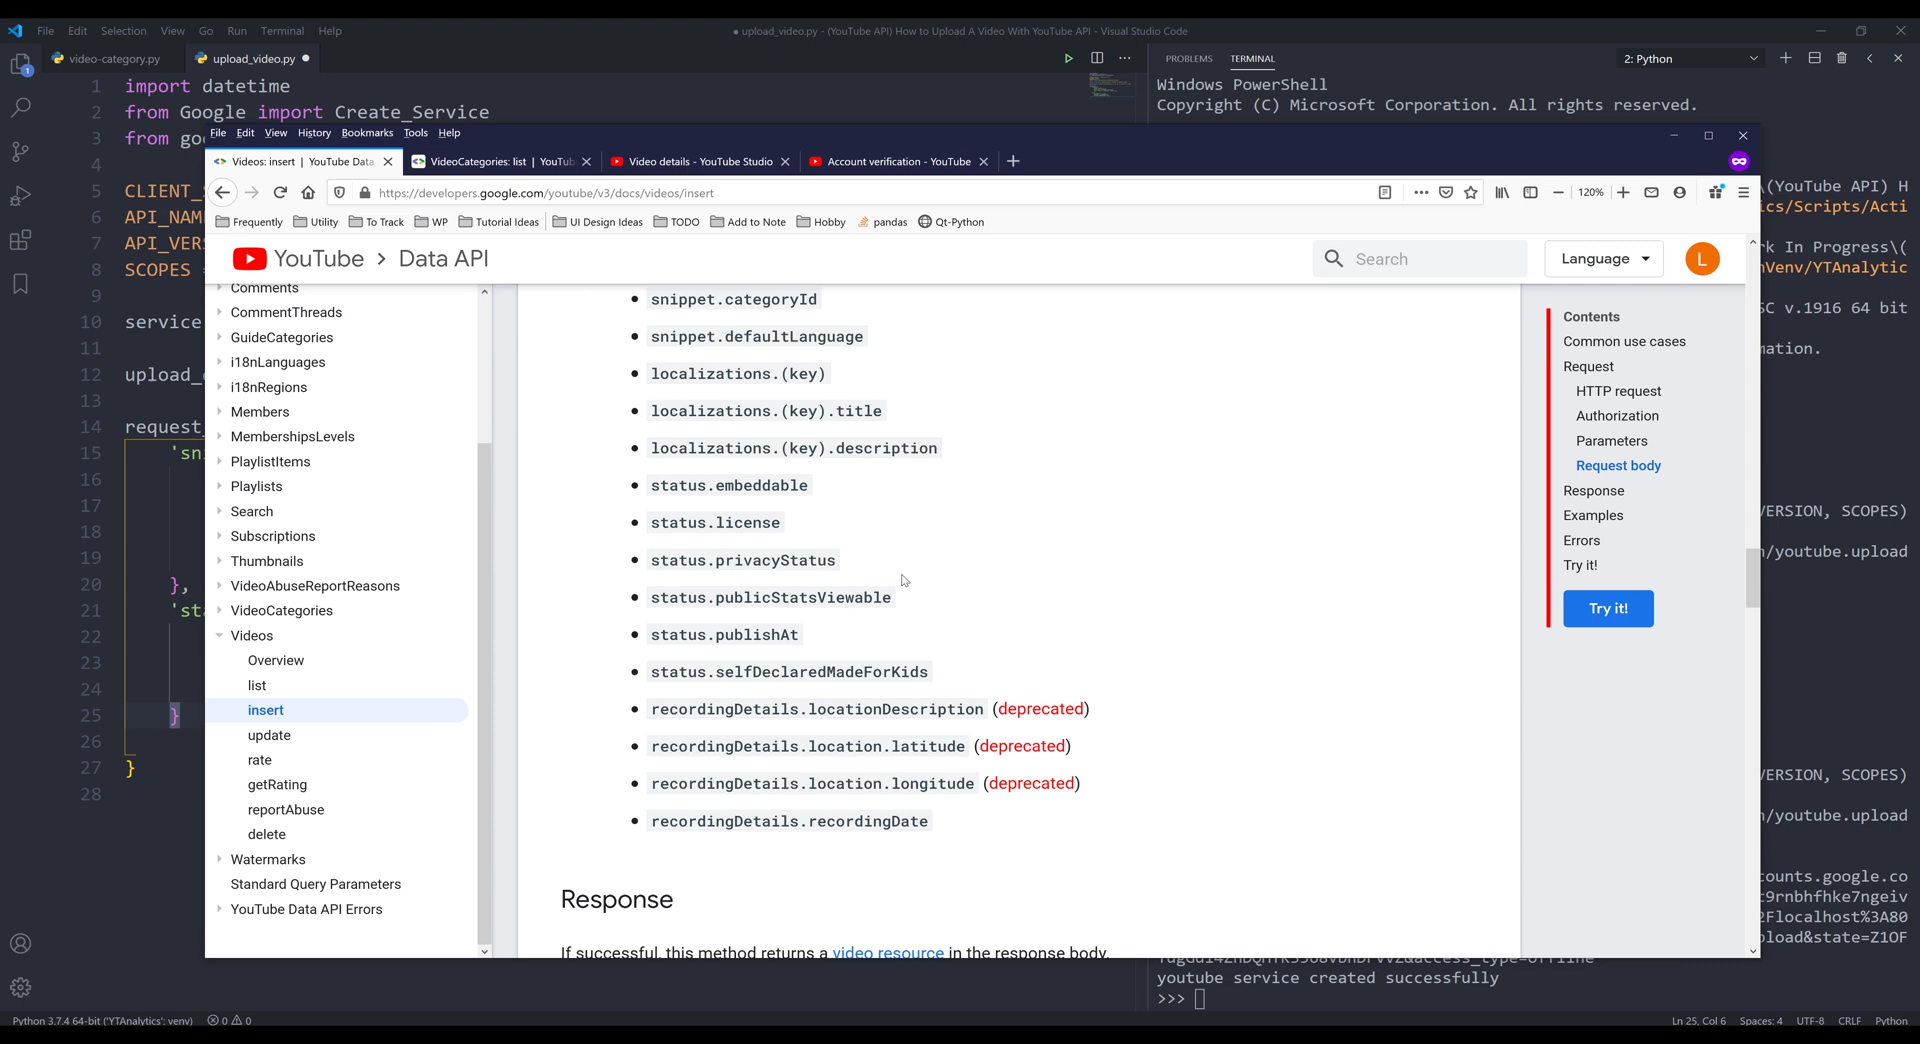 File Edit Selection View Go Run Terminal Help
upload_video.py - (YouTube API) How to Upload A Video With YouTube API - Visual Studio Code
video-category.py
upload_video.py
PROBLEMS TERMINAL
2: Python
1 import datetime
2 from Google import Create_Service
3 from go
4
5 CLIENT_
6 API_NAM
7 API_VER
8 SCOPES
9
10 service
11
12 upload_
13
14 request_
15 'sn
16
17
18
19
20 },
21 'sta
22
23
24
25 }
26
27 }
28
Windows PowerShell
Copyright (C) Microsoft Corporation. All rights reserved.
\(YouTube API) H
ics/Scripts/Acti
rk In Progress\(
nVenv/YTAnalytic
SC v.1916 64 bit
mation.
VERSION, SCOPES)
n/youtube.upload
VERSION, SCOPES)
n/youtube.upload
counts.google.co
c9rnbhfhke7ngeiv
2Flocalhost%3A80
pload&state=Z1OF
youtube service created successfully
>>>
File Edit View History Bookmarks Tools Help
Videos: insert | YouTube Data
VideoCategories: list | YouTub
Video details - YouTube Studio
Account verification - YouTube
https://developers.google.com/youtube/v3/docs/videos/insert
120%
Frequently Utility To Track WP Tutorial Ideas UI Design Ideas TODO Add to Note Hobby pandas Qt-Python
YouTube > Data API
Search
Language
L
Comments
CommentThreads
GuideCategories
i18nLanguages
i18nRegions
Members
MembershipsLevels
PlaylistItems
Playlists
Search
Subscriptions
Thumbnails
VideoAbuseReportReasons
VideoCategories
Videos
Overview
list
insert
update
rate
getRating
reportAbuse
delete
Watermarks
Standard Query Parameters
YouTube Data API Errors
• snippet.categoryId
• snippet.defaultLanguage
• localizations.(key)
• localizations.(key).title
• localizations.(key).description
• status.embeddable
• status.license
• status.privacyStatus
• status.publicStatsViewable
• status.publishAt
• status.selfDeclaredMadeForKids
• recordingDetails.locationDescription (deprecated)
• recordingDetails.location.latitude (deprecated)
• recordingDetails.location.longitude (deprecated)
• recordingDetails.recordingDate
Response
If successful, this method returns a video resource in the response body.
Contents
Common use cases
Request
HTTP request
Authorization
Parameters
Request body
Response
Examples
Errors
Try it!
Try it!
Python 3.7.4 64-bit ('YTAnalytics': venv) 0 0
Ln 25, Col 6 Spaces: 4 UTF-8 CRLF Python